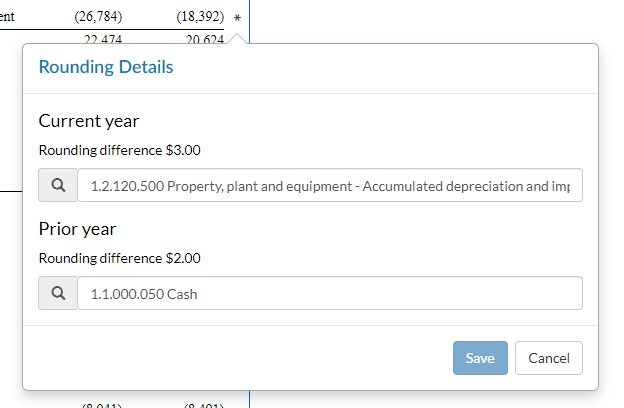 ent (26,784) (18,392) *
22,474 20,624
Rounding Details
Current year
Rounding difference $3.00
1.2.120.500 Property, plant and equipment - Accumulated depreciation and imp
Prior year
Rounding difference $2.00
1.1.000.050 Cash
Save Cancel
(8,041) (8,401)